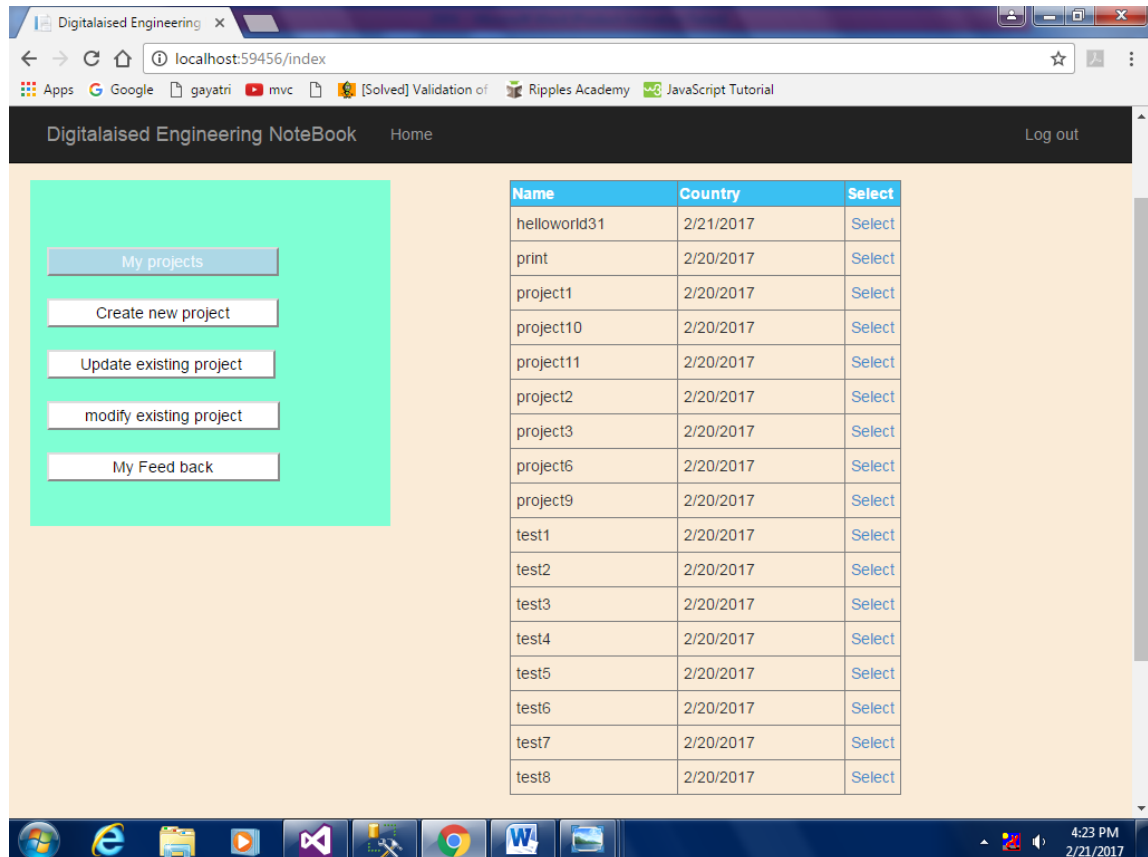 Digitalaised Engineering
localhost:59456/index
Apps Google gayatri mvc [Solved] Validation of Ripples Academy JavaScript Tutorial
Digitalaised Engineering NoteBook Home Log out
My projects
Create new project
Update existing project
modify existing project
My Feed back
Name Country Select
helloworld31 2/21/2017 Select
print 2/20/2017 Select
project1 2/20/2017 Select
project10 2/20/2017 Select
project11 2/20/2017 Select
project2 2/20/2017 Select
project3 2/20/2017 Select
project6 2/20/2017 Select
project9 2/20/2017 Select
test1 2/20/2017 Select
test2 2/20/2017 Select
test3 2/20/2017 Select
test4 2/20/2017 Select
test5 2/20/2017 Select
test6 2/20/2017 Select
test7 2/20/2017 Select
test8 2/20/2017 Select
4:23 PM
2/21/2017